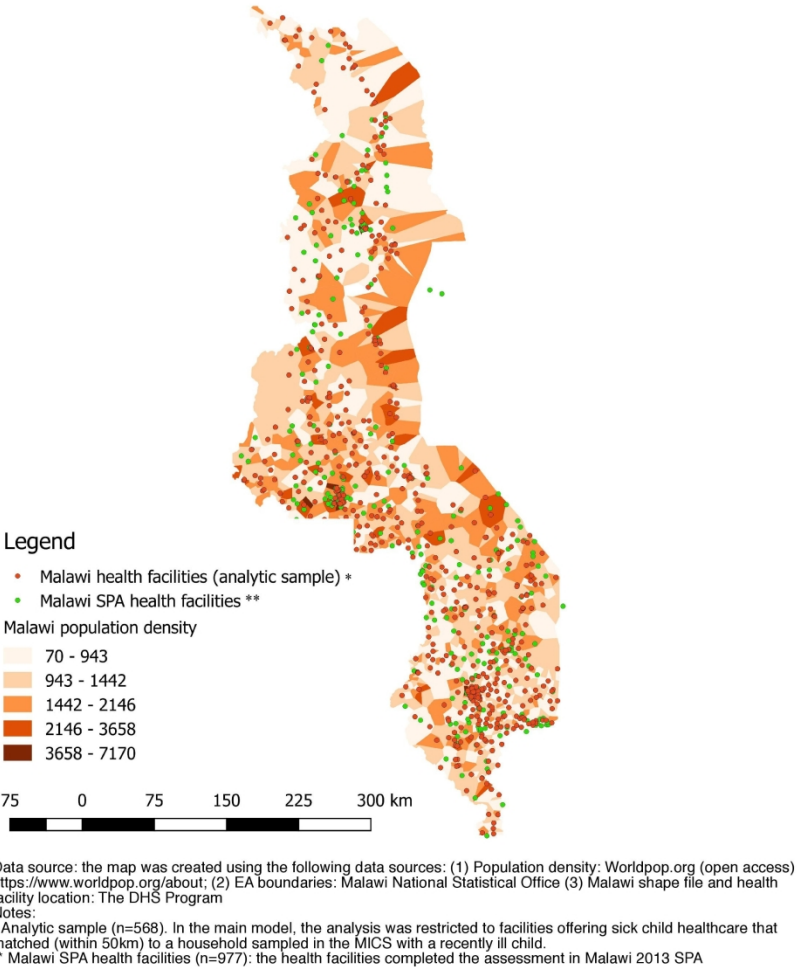 Legend
Malawi health facilities (analytic sample) *
Malawi SPA health facilities **
Malawi population density
70 - 943
943 - 1442
1442 - 2146
2146 - 3658
3658 - 7170
75 0 75 150 225 300 km
Data source: the map was created using the following data sources: (1) Population density: Worldpop.org (open access)
ttps://www.worldpop.org/about; (2) EA boundaries: Malawi National Statistical Office (3) Malawi shape file and health
acility location: The DHS Program
Notes:
Analytic sample (n=568). In the main model, the analysis was restricted to facilities offering sick child healthcare that
matched (within 50km) to a household sampled in the MICS with a recently ill child.
* Malawi SPA health facilities (n=977): the health facilities completed the assessment in Malawi 2013 SPA